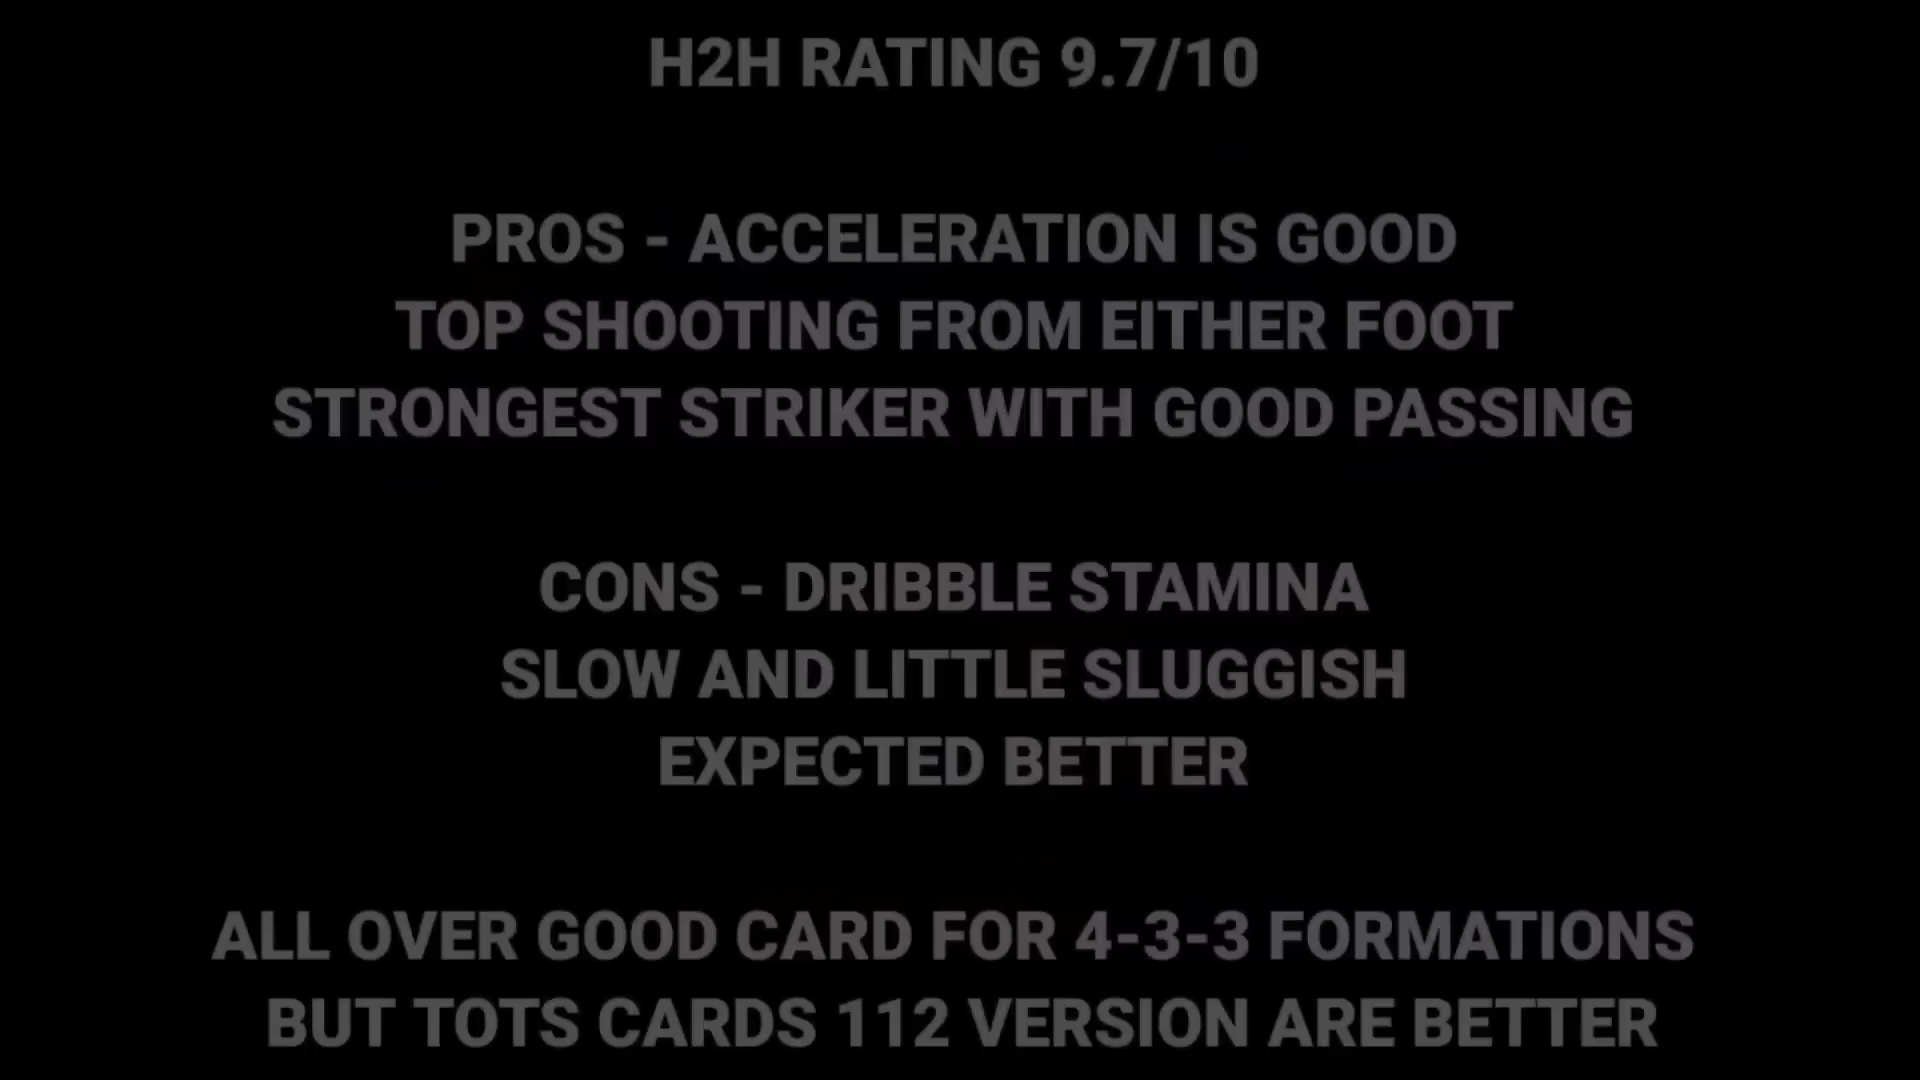 H2H RATING 9.7/10
PROS - ACCELERATION IS GOOD
TOP SHOOTING FROM EITHER FOOT
STRONGEST STRIKER WITH GOOD PASSING
CONS - DRIBBLE STAMINA
SLOW AND LITTLE SLUGGISH
EXPECTED BETTER
ALL OVER GOOD CARD FOR 4-3-3 FORMATIONS
BUT TOTS CARDS 112 VERSION ARE BETTER